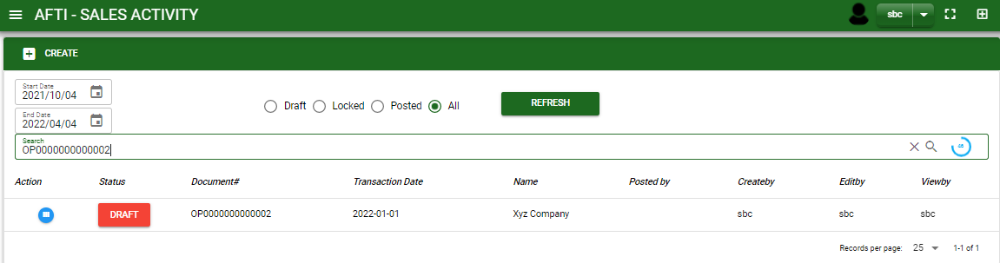 AFTI - SALES ACTIVITY
sbc
CREATE
Start Date
2021/10/04
End Date
2022/04/04
Draft Locked Posted All
REFRESH
Search
OP0000000000002
Action Status Document# Transaction Date Name Posted by Createby Editby Viewby
DRAFT OP0000000000002 2022-01-01 Xyz Company sbc sbc sbc
Records per page: 25 1-1 of 1